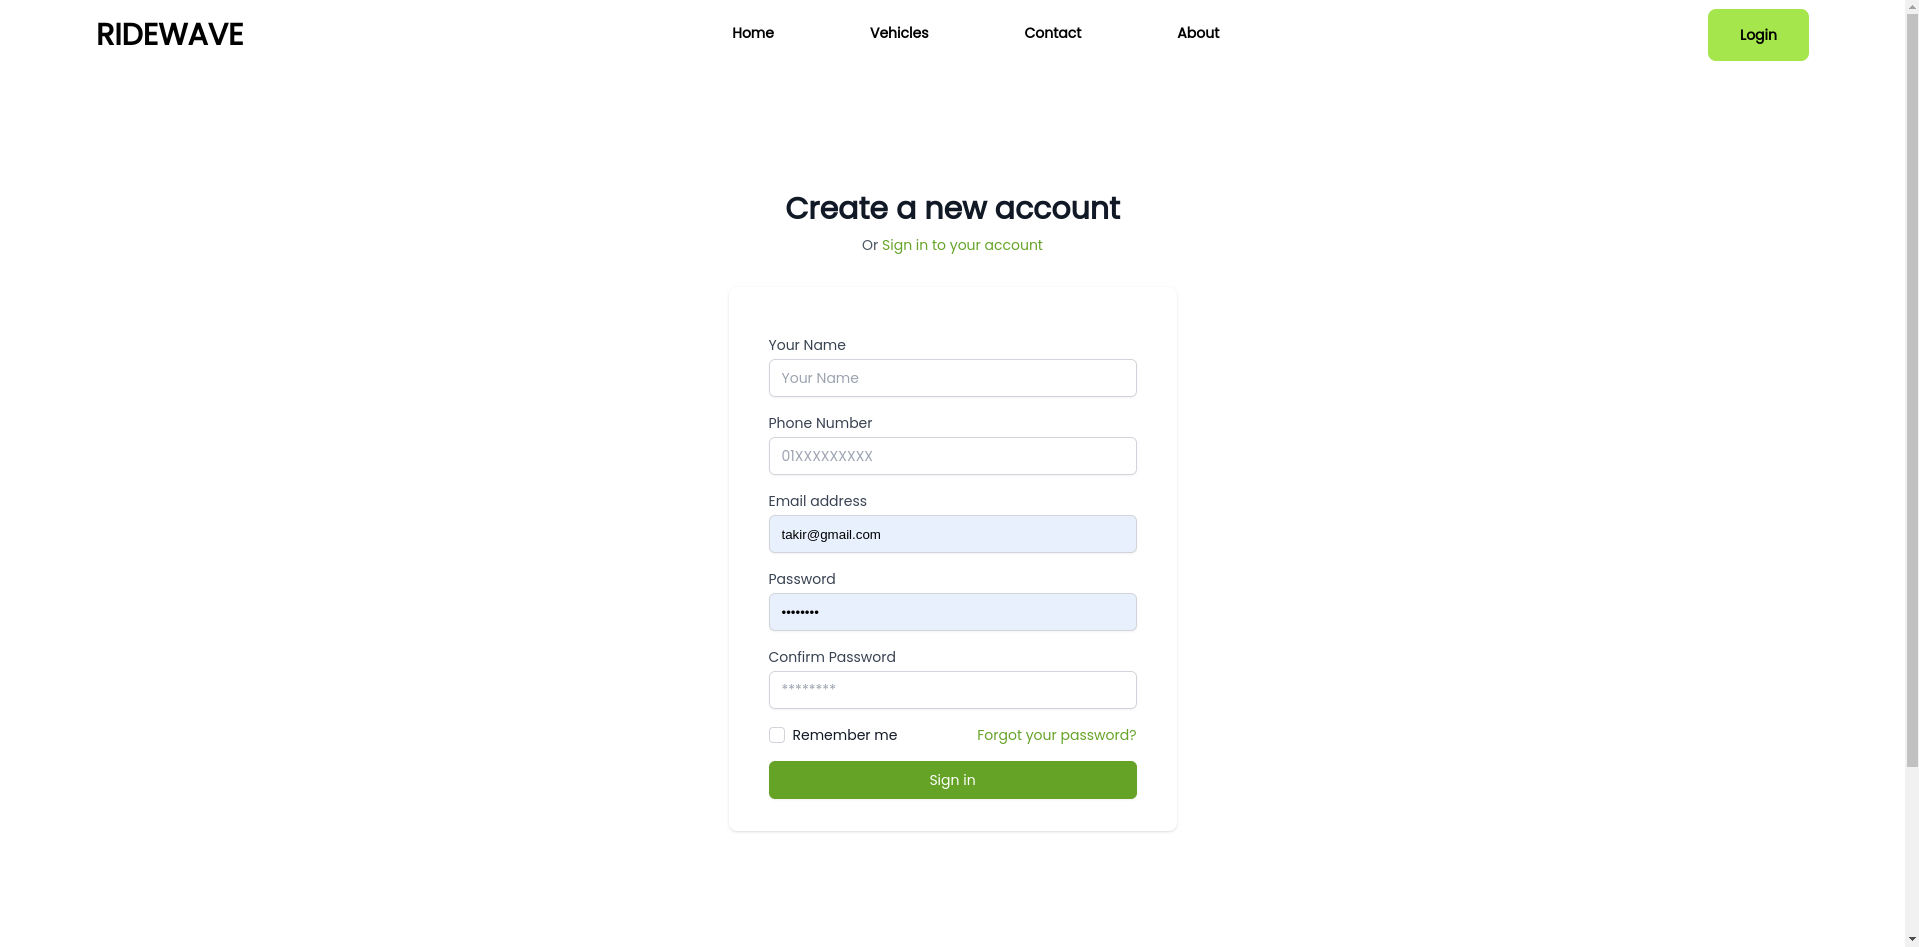 RIDEWAVE
Home
Vehicles
Contact
About
Login
Create a new account
Or Sign in to your account
Your Name
Your Name
Phone Number
01XXXXXXXXX
Email address
takir@gmail.com
Password
••••••••
Confirm Password
********
Remember me
Forgot your password?
Sign in